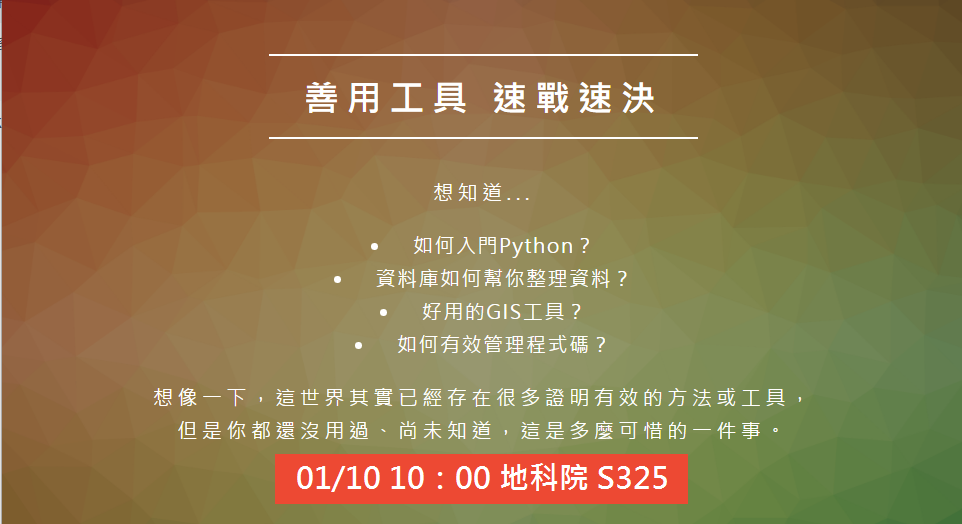 善用工具 速戰速決
想知道...
如何入門Python？
資料庫如何幫你整理資料？
好用的GIS工具？
如何有效管理程式碼？
想像一下，這世界其實已經存在很多證明有效的方法或工具，
但是你都還沒用過、尚未知道，這是多麼可惜的一件事。
01/10 10：00 地科院 S325